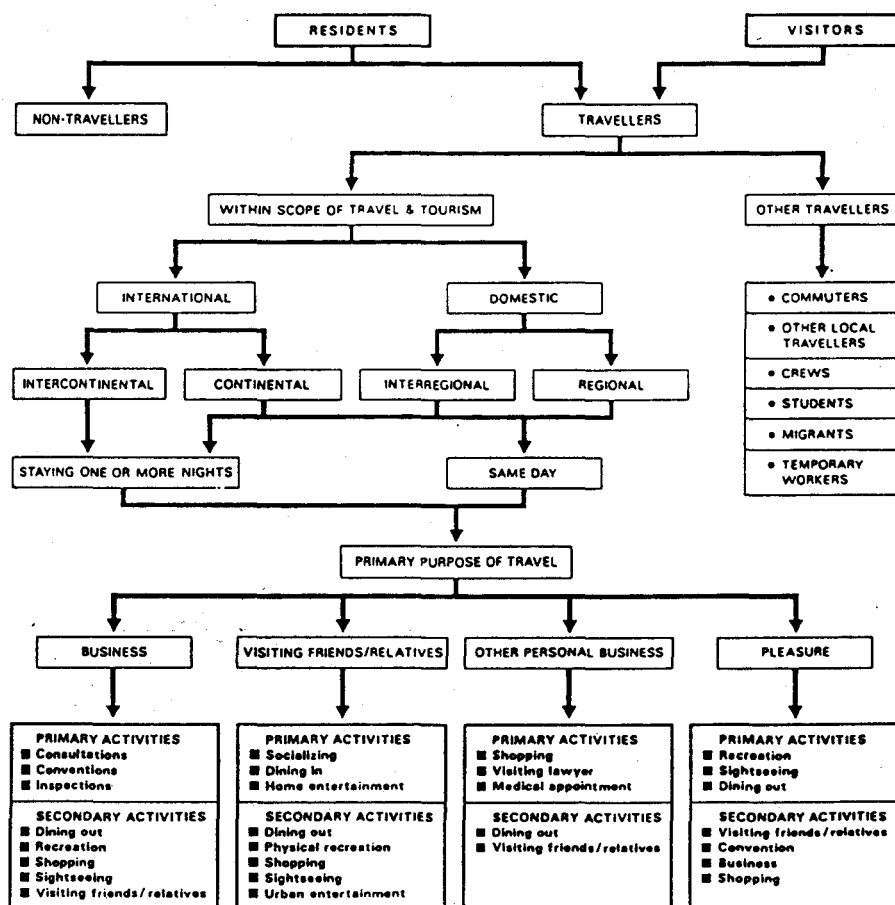 RESIDENTS
VISITORS
NON-TRAVELLERS
TRAVELLERS
WITHIN SCOPE OF TRAVEL & TOURISM
OTHER TRAVELLERS
INTERNATIONAL
DOMESTIC
• COMMUTERS
• OTHER LOCAL
TRAVELLERS
• CREWS
• STUDENTS
• MIGRANTS
• TEMPORARY
WORKERS
INTERCONTINENTAL
CONTINENTAL
INTERREGIONAL
REGIONAL
STAYING ONE OR MORE NIGHTS
SAME DAY
PRIMARY PURPOSE OF TRAVEL
BUSINESS
VISITING FRIENDS/RELATIVES
OTHER PERSONAL BUSINESS
PLEASURE
PRIMARY ACTIVITIES
■ Consultations
■ Conventions
■ Inspections
SECONDARY ACTIVITIES
■ Dining out
■ Recreation
■ Shopping
■ Sightseeing
■ Visiting friends/relatives
PRIMARY ACTIVITIES
■ Socializing
■ Dining in
■ Home entertainment
SECONDARY ACTIVITIES
■ Dining out
■ Physical recreation
■ Shopping
■ Sightseeing
■ Urban entertainment
PRIMARY ACTIVITIES
■ Shopping
■ Visiting lawyer
■ Medical appointment
SECONDARY ACTIVITIES
■ Dining out
■ Visiting friends/relatives
PRIMARY ACTIVITIES
■ Recreation
■ Sightseeing
■ Dining out
SECONDARY ACTIVITIES
■ Visiting friends/relatives
■ Convention
■ Business
■ Shopping